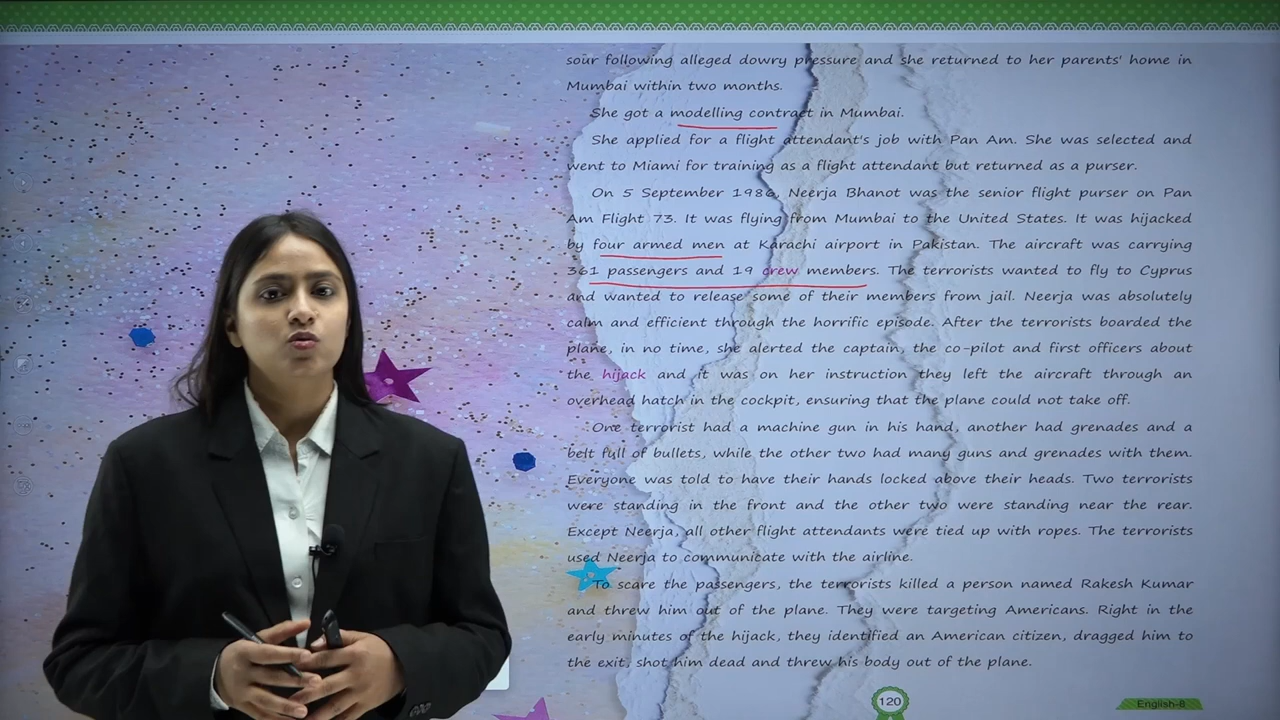 sour following alleged dowry pressure and she returned to her parents' home in
Mumbai within two months.
She got a modelling contract in Mumbai.
She applied for a flight attendant's job with Pan Am. She was selected and
went to Miami for training as a flight attendant but returned as a purser.
On 5 September 1986, Neerja Bhanot was the senior flight purser on Pan
Am Flight 73. It was flying from Mumbai to the United States. It was hijacked
by four armed men at Karachi airport in Pakistan. The aircraft was carrying
361 passengers and 19 crew members. The terrorists wanted to fly to Cyprus
and wanted to release some of their members from jail. Neerja was absolutely
calm and efficient through the horrific episode. After the terrorists boarded the
plane, in no time, she alerted the captain, the co-pilot and first officers about
the hijack and it was on her instruction they left the aircraft through an
overhead hatch in the cockpit, ensuring that the plane could not take off.
One terrorist had a machine gun in his hand, another had grenades and a
belt full of bullets, while the other two had many guns and grenades with them.
Everyone was told to have their hands locked above their heads. Two terrorists
were standing in the front and the other two were standing near the rear.
Except Neerja, all other flight attendants were tied up with ropes. The terrorists
used Neerja to communicate with the airline.
To scare the passengers, the terrorists killed a person named Rakesh Kumar
and threw him out of the plane. They were targeting Americans. Right in the
early minutes of the hijack, they identified an American citizen, dragged him to
the exit, shot him dead and threw his body out of the plane.
120
English-8